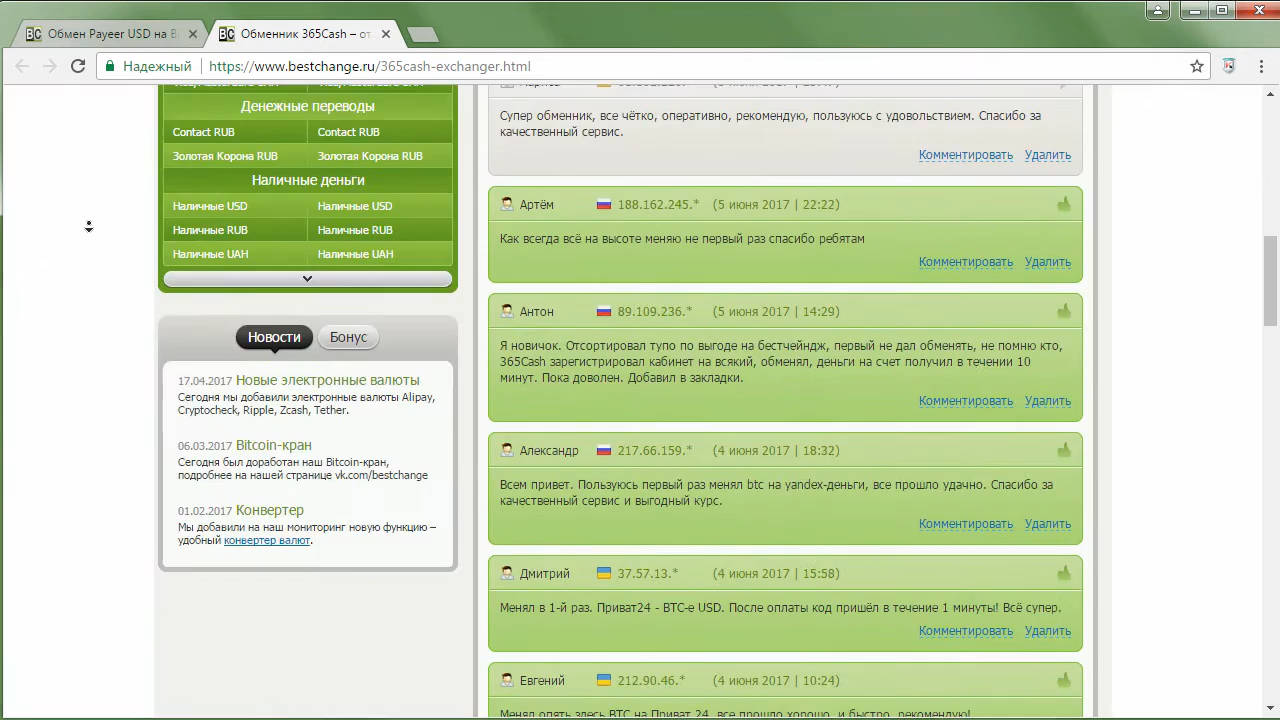 Обмен Payeer USD на B
Обменник 365Cash – от
Надежный
https://www.bestchange.ru/365cash-exchanger.html
Денежные переводы
Contact RUB Contact RUB
Золотая Корона RUB Золотая Корона RUB
Наличные деньги
Наличные USD Наличные USD
Наличные RUB Наличные RUB
Наличные UAH Наличные UAH
Новости Бонус
17.04.2017 Новые электронные валюты
Сегодня мы добавили электронные валюты Alipay,
Cryptocheck, Ripple, Zcash, Tether.
06.03.2017 Bitcoin-кран
Сегодня был доработан наш Bitcoin-кран,
подробнее на нашей странице vk.com/bestchange
01.02.2017 Конвертер
Мы добавили на наш мониторинг новую функцию –
удобный конвертер валют.
Супер обменник, все чётко, оперативно, рекомендую, пользуюсь с удовольствием. Спасибо за
качественный сервис.
Комментировать Удалить
Артём 188.162.245.* (5 июня 2017 | 22:22)
Как всегда всё на высоте меняю не первый раз спасибо ребятам
Комментировать Удалить
Антон 89.109.236.* (5 июня 2017 | 14:29)
Я новичок. Отсортировал тупо по выгоде на бестчейндж, первый не дал обменять, не помню кто,
365Cash зарегистрировал кабинет на всякий, обменял, деньги на счет получил в течении 10
минут. Пока доволен. Добавил в закладки.
Комментировать Удалить
Александр 217.66.159.* (4 июня 2017 | 18:32)
Всем привет. Пользуюсь первый раз менял btc на yandex-деньги, все прошло удачно. Спасибо за
качественный сервис и выгодный курс.
Комментировать Удалить
Дмитрий 37.57.13.* (4 июня 2017 | 15:58)
Менял в 1-й раз. Приват24 - BTC-e USD. После оплаты код пришёл в течение 1 минуты! Всё супер.
Комментировать Удалить
Евгений 212.90.46.* (4 июня 2017 | 10:24)
Менял опять здесь BTC на Приват 24, все прошло хорошо, и быстро, рекомендую!